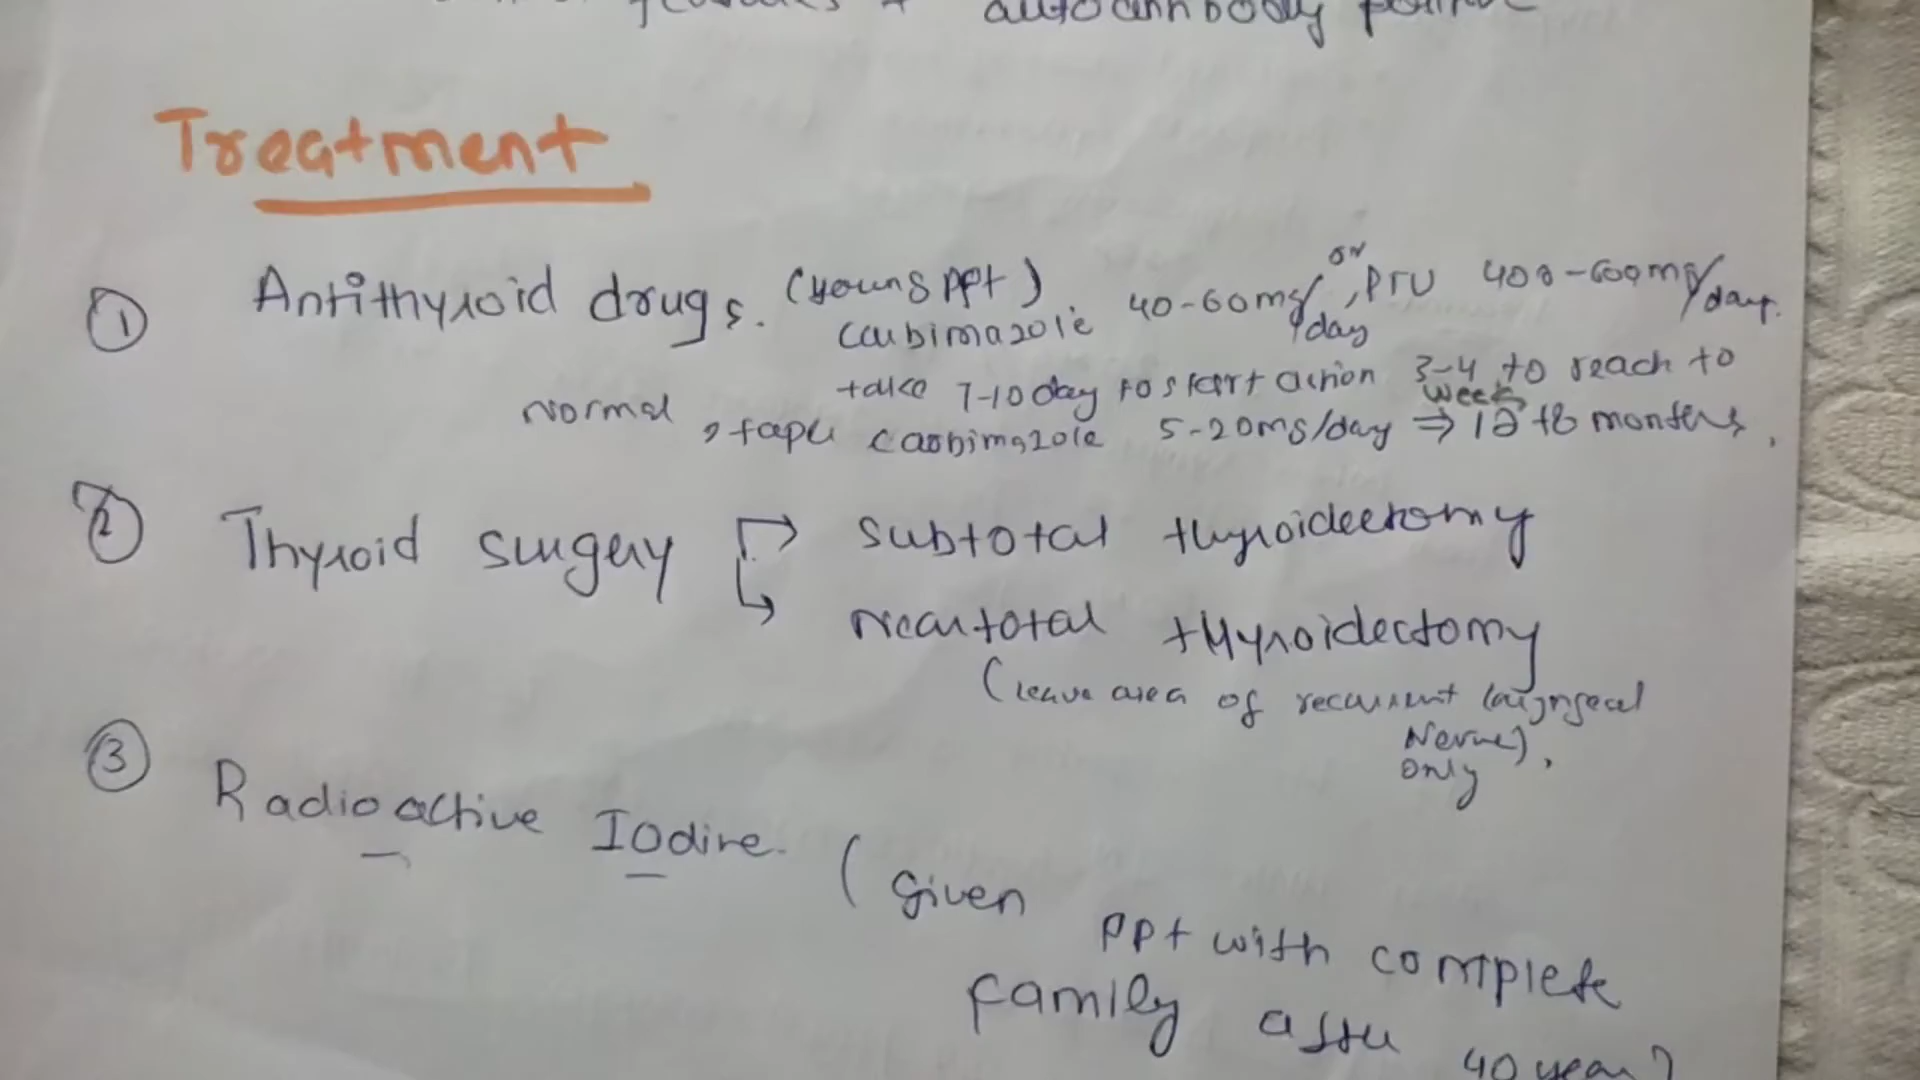 autoantibody
Treatment
① Antithyroid drugs. (young ppt)
carbimazole 40-60mg/day or, PTU 400-600mg/day.
take 7-10 day to start action 3-4 weeks to reach to
normal, taper carbimazole 5-20mg/day ⇒ 12 to months,
② Thyroid surgery → subtotal thyroidectomy
↳ neartotal thyroidectomy
(leave area of recurrent laryngeal
Nerve),
only
③ Radioactive Iodine. (Given
ppt with complete
family after
40 year)